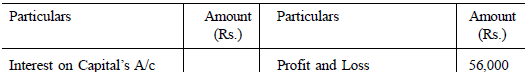 Particulars Amount Particulars Amount
(Rs.) (Rs.)
Interest on Capital's A/c Profit and Loss 56,000